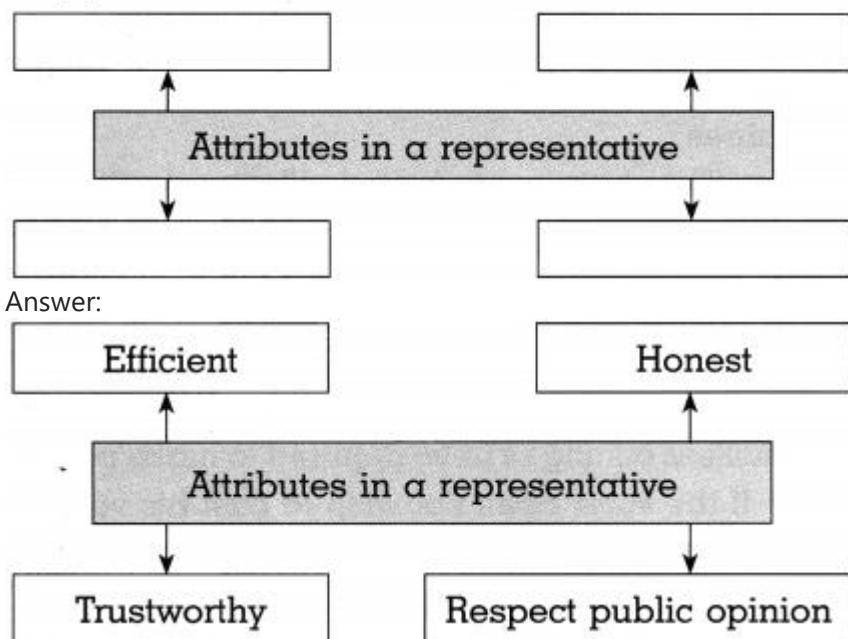 Attributes in a representative
Answer:
Efficient
Honest
Attributes in a representative
Trustworthy
Respect public opinion